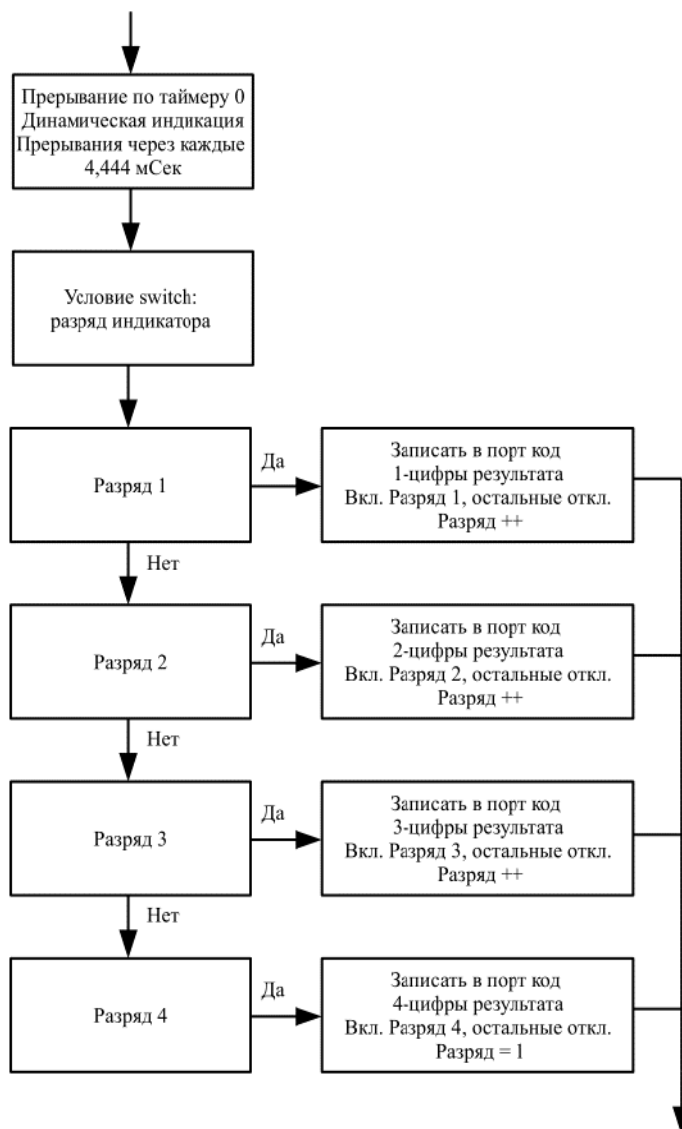 Прерывание по таймеру 0
Динамическая индикация
Прерывания через каждые
4,444 мСек
Условие switch:
разряд индикатора
Разряд 1
Да
Записать в порт код
1-цифры результата
Вкл. Разряд 1, остальные откл.
Разряд ++
Нет
Разряд 2
Да
Записать в порт код
2-цифры результата
Вкл. Разряд 2, остальные откл.
Разряд ++
Нет
Разряд 3
Да
Записать в порт код
3-цифры результата
Вкл. Разряд 3, остальные откл.
Разряд ++
Нет
Разряд 4
Да
Записать в порт код
4-цифры результата
Вкл. Разряд 4, остальные откл.
Разряд = 1